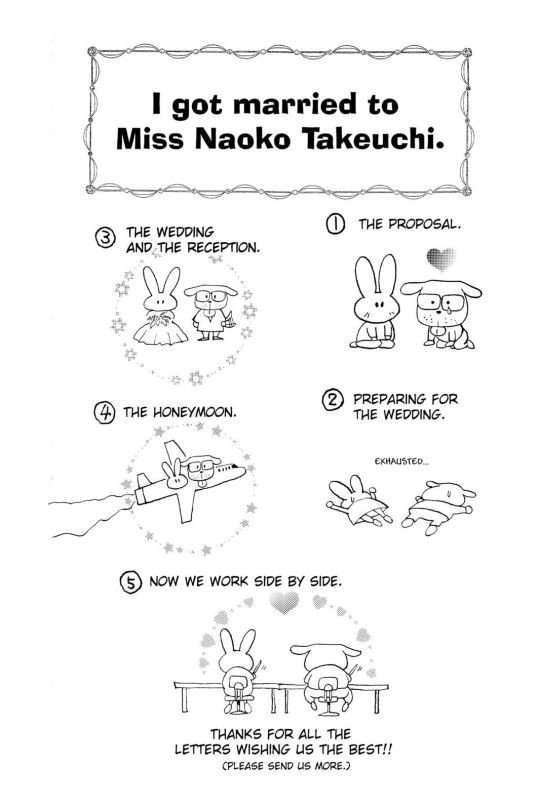 I got married to
Miss Naoko Takeuchi.
① THE PROPOSAL.
② PREPARING FOR
THE WEDDING.
EXHAUSTED...
③ THE WEDDING
AND THE RECEPTION.
④ THE HONEYMOON.
⑤ NOW WE WORK SIDE BY SIDE.
THANKS FOR ALL THE
LETTERS WISHING US THE BEST!!
(PLEASE SEND US MORE.)